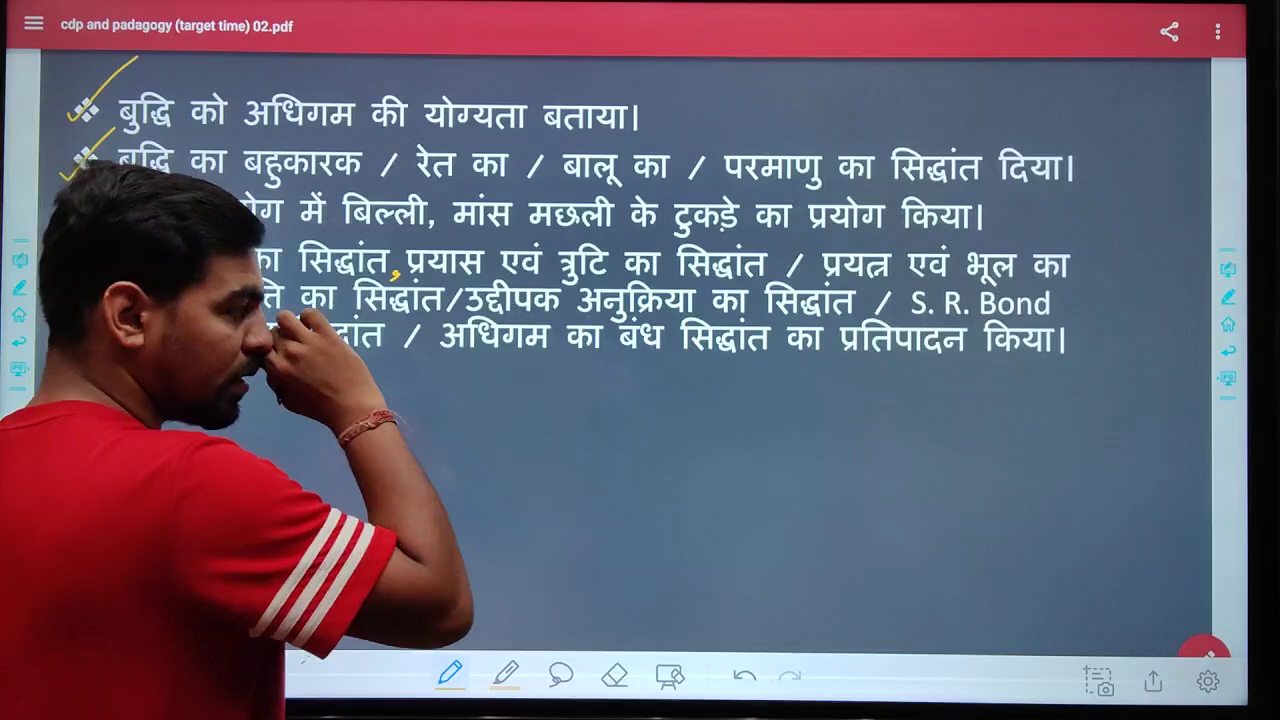 cdp and padagogy (target time) 02.pdf
बुद्धि को अधिगम की योग्यता बताया।
बुद्धि का बहुकारक / रेत का / बालू का / परमाणु का सिद्धांत दिया।
में बिल्ली, मांस मछली के टुकड़े का प्रयोग किया।
का सिद्धांत, प्रयास एवं त्रुटि का सिद्धांत / प्रयत्न एवं भूल का
का सिद्धांत/उद्दीपक अनुक्रिया का सिद्धांत / S. R. Bond
/ अधिगम का बंध सिद्धांत का प्रतिपादन किया।